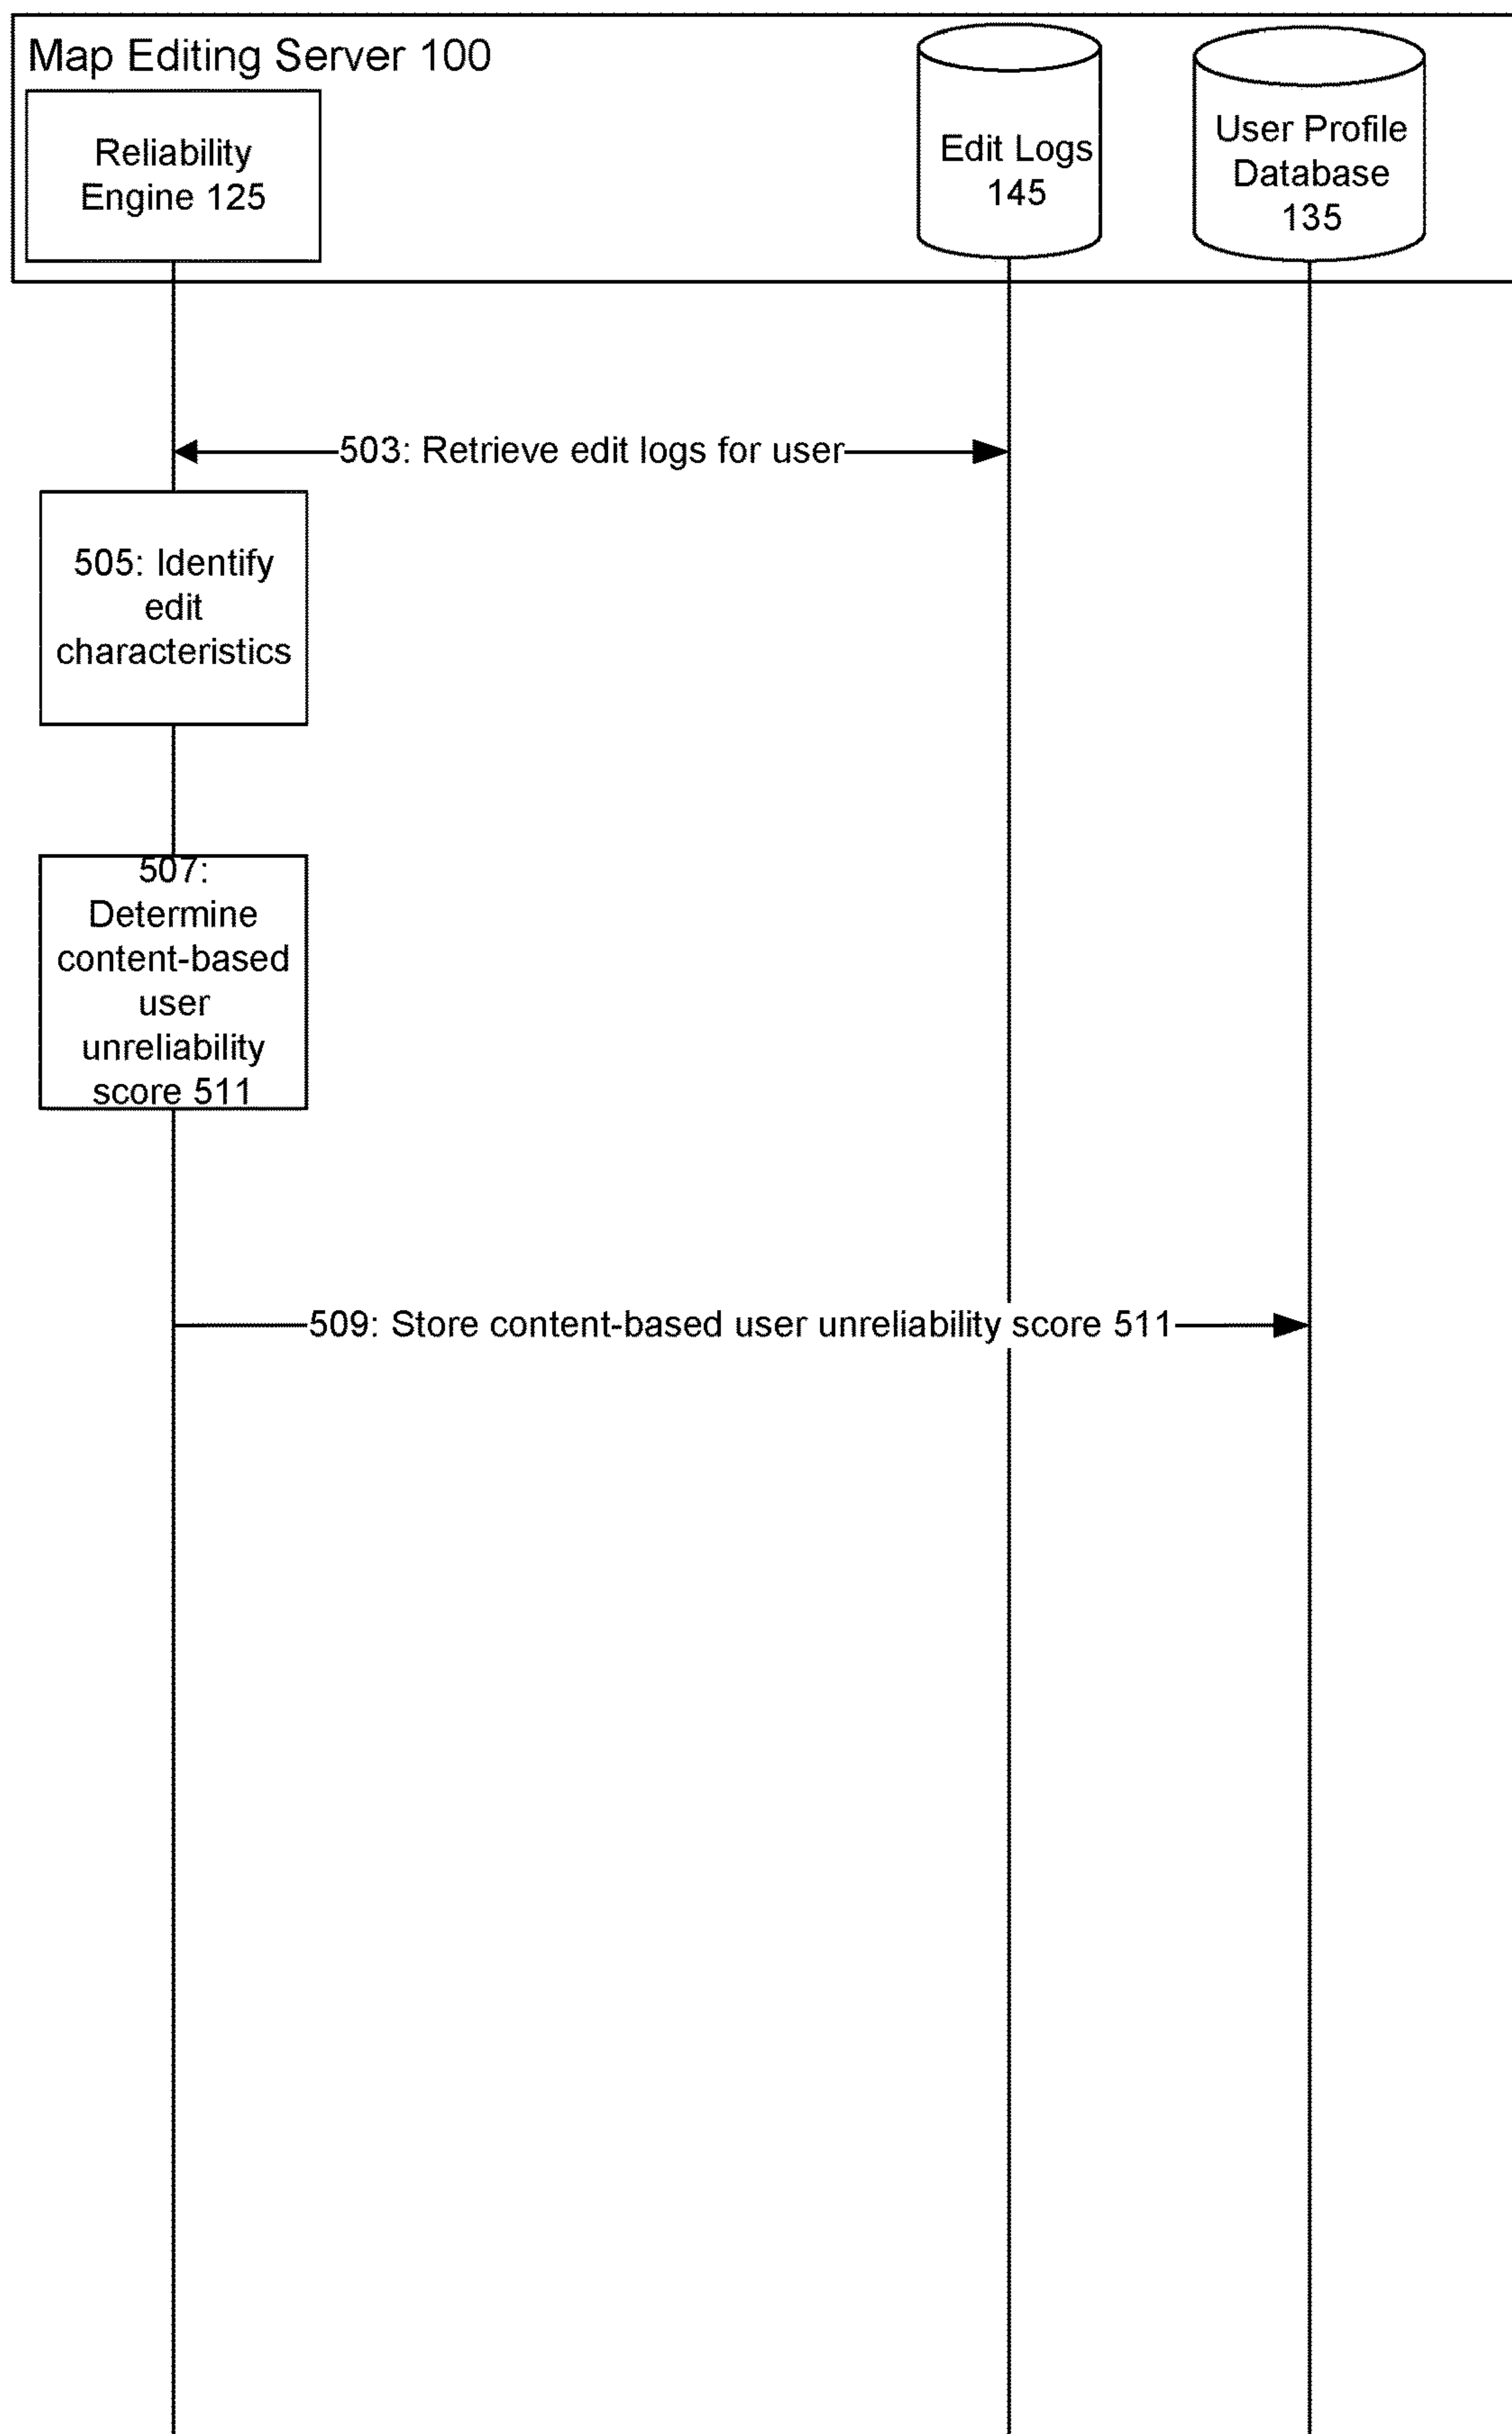 Map Editing Server 100
Reliability
Engine 125
Edit Logs
145
User Profile
Database
135
503: Retrieve edit logs for user
505: Identify
edit
characteristics
507:
Determine
content-based
user
unreliability
score 511
509: Store content-based user unreliability score 511